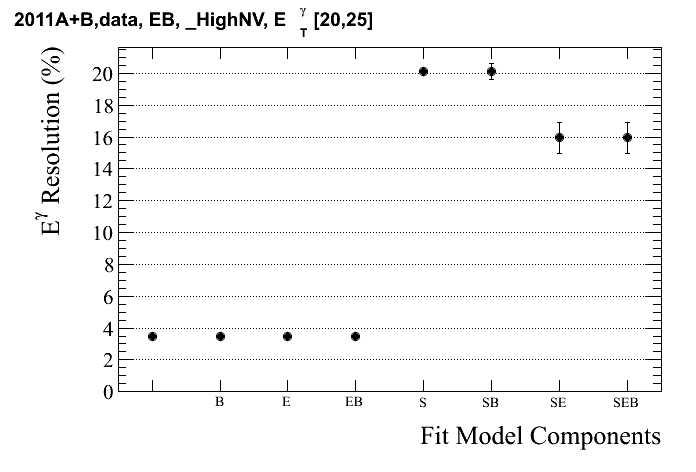 2011A+B,data, EB, _HighNV, E γ T [20,25]
E γ Resolution (%)
20
18
16
14
12
10
8
6
4
2
0
B E EB S SB SE SEB
Fit Model Components